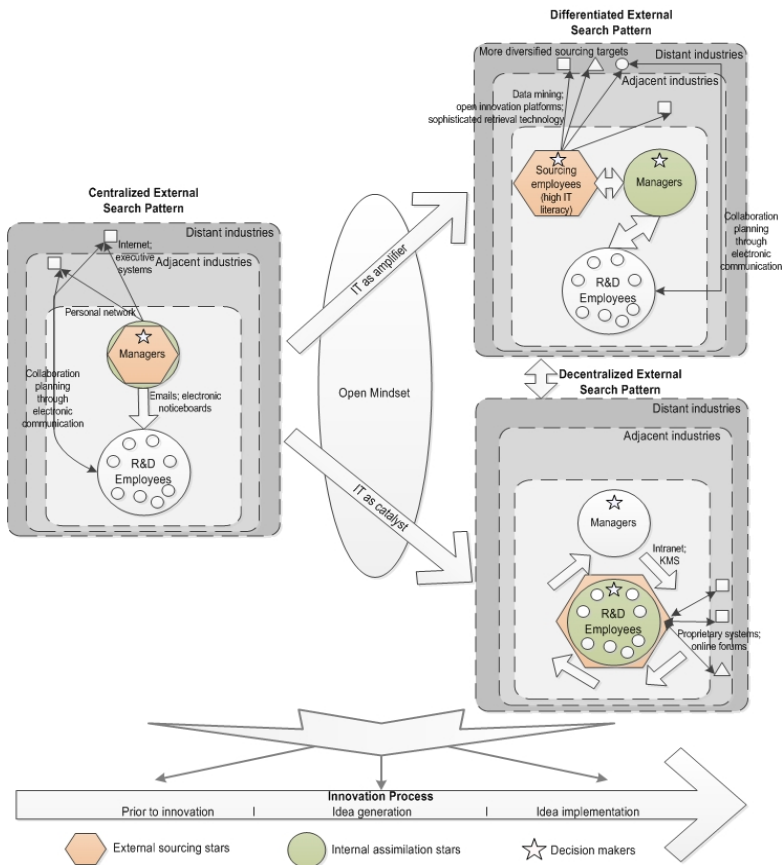 Differentiated External
Search Pattern
More diversified sourcing targets
Distant industries
Adjacent industries
Data mining;
open innovation platforms;
sophisticated retrieval technology
Sourcing
employees
(high IT
literacy)
Managers
R&D
Employees
Collaboration
planning
through
electronic
communication
Centralized External
Search Pattern
Distant industries
Internet;
executive
systems
Adjacent industries
Personal network
Managers
Collaboration
planning
through
electronic
communication
Emails; electronic
noticeboards
R&D
Employees
IT as amplifier
Open Mindset
IT as catalyst
Decentralized External
Search Pattern
Distant industries
Adjacent industries
Managers
Intranet;
KMS
R&D
Employees
Proprietary systems;
online forums
Innovation Process
Prior to innovation | Idea generation | Idea implementation
External sourcing stars Internal assimilation stars Decision makers